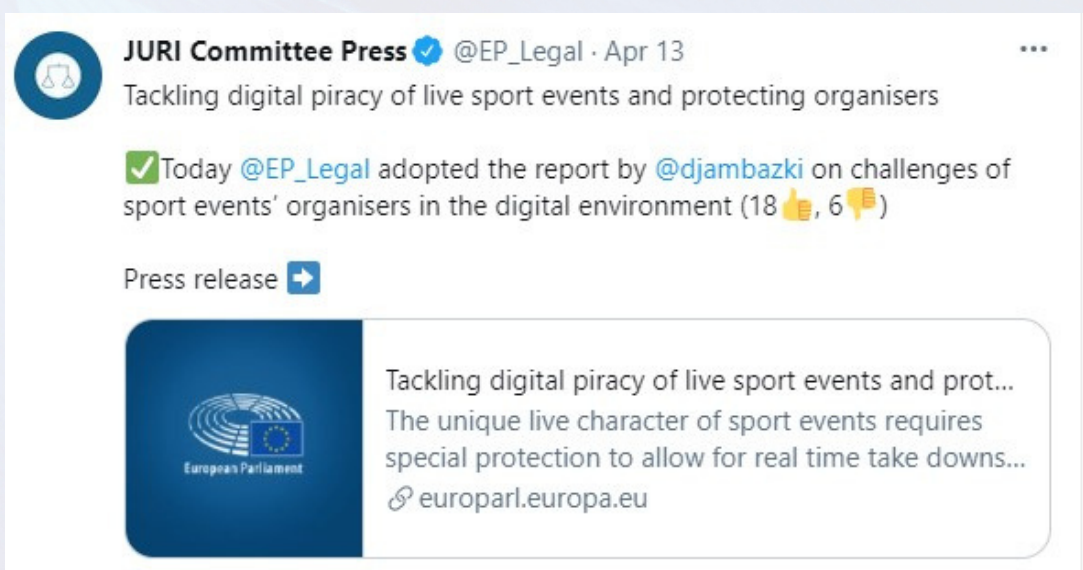 JURI Committee Press @EP_Legal · Apr 13
Tackling digital piracy of live sport events and protecting organisers
✅Today @EP_Legal adopted the report by @djambazki on challenges of
sport events' organisers in the digital environment (18👍, 6👎)
Press release ➡️
European Parliament
Tackling digital piracy of live sport events and prot...
The unique live character of sport events requires
special protection to allow for real time take downs...
europarl.europa.eu